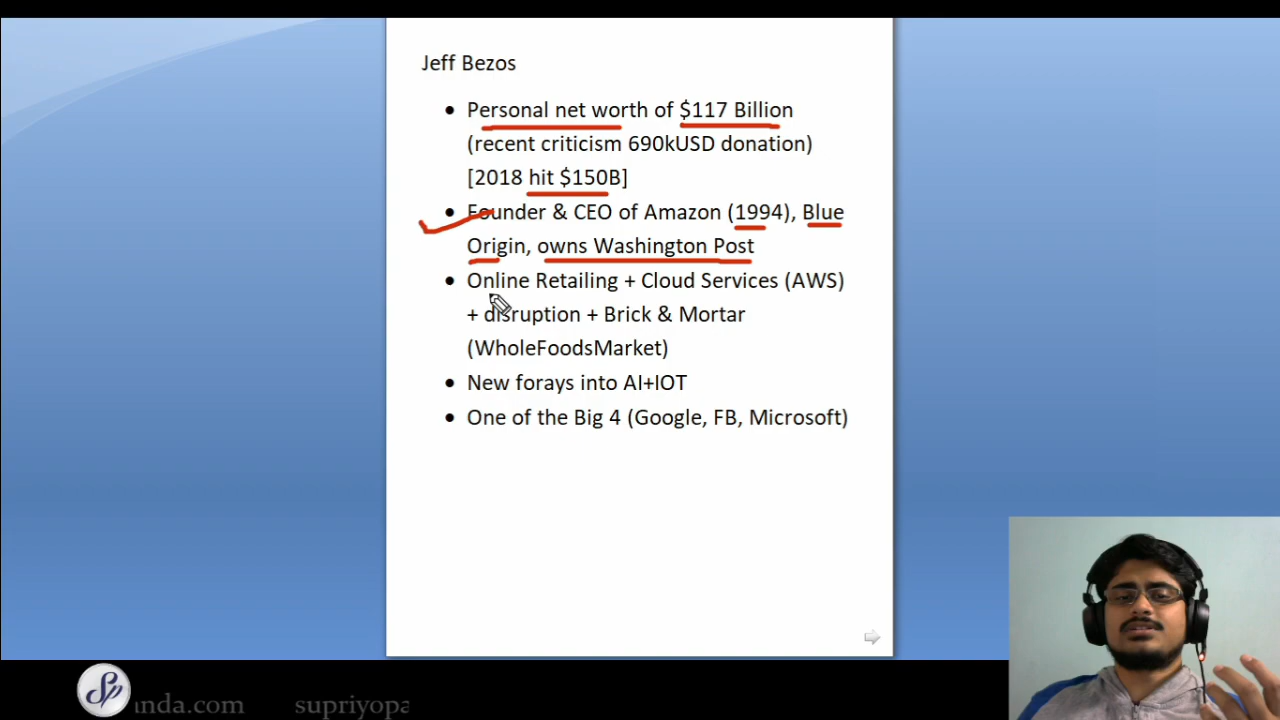 Jeff Bezos
• Personal net worth of $117 Billion
(recent criticism 690kUSD donation)
[2018 hit $150B]
• Founder & CEO of Amazon (1994), Blue
Origin, owns Washington Post
• Online Retailing + Cloud Services (AWS)
+ disruption + Brick & Mortar
(WholeFoodsMarket)
• New forays into AI+IOT
• One of the Big 4 (Google, FB, Microsoft)
nda.com supriyopa